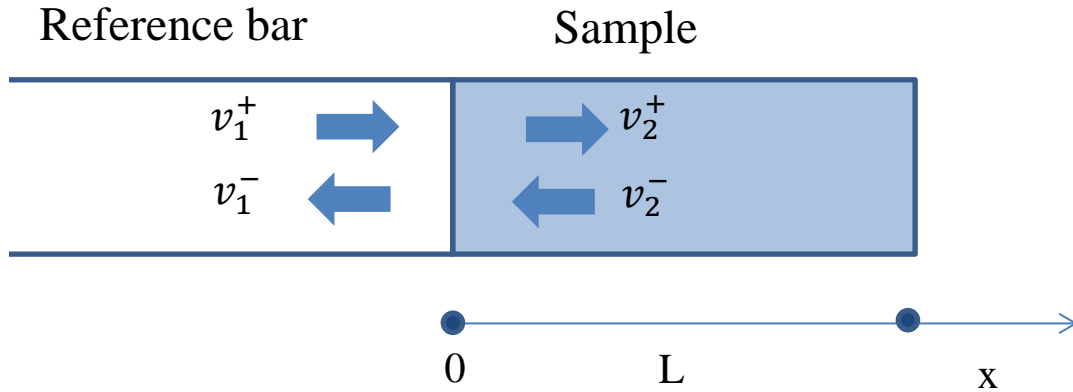 Reference bar Sample
v₁⁺ v₂⁺
v₁⁻ v₂⁻
0 L x